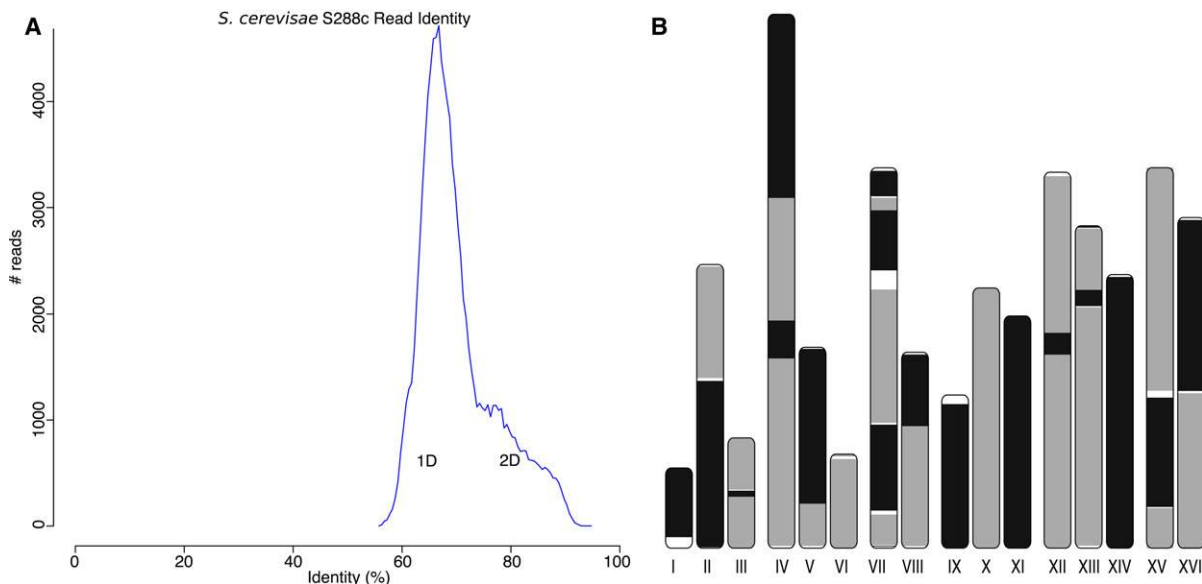 A
S. cerevisae S288c Read Identity
# reads
4000
3000
2000
1000
0
1D
2D
0 20 40 60 80 100
Identity (%)
B
I II III IV V VI VII VIII IX X XI XII XIII XIV XV XVI